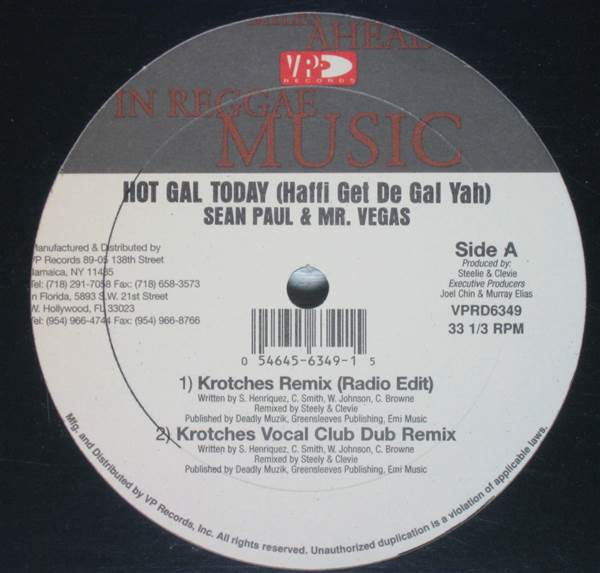 AHEAD
VP
RECORDS
IN REGGAE
MUSIC
HOT GAL TODAY (Haffi Get De Gal Yah)
SEAN PAUL & MR. VEGAS
Manufactured & Distributed by
VP Records 89-05 138th Street
Jamaica, NY 11435
Tel: (718) 291-7058 Fax: (718) 658-3573
In Florida, 5893 S.W. 21st Street
W. Hollywood, FL 33023
Tel: (954) 966-4744 Fax: (954) 966-8766
Side A
Produced by:
Steelie & Clevie
Executive Producers
Joel Chin & Murray Elias
VPRD6349
33 1/3 RPM
0 54645-6349-1 5
1) Krotches Remix (Radio Edit)
Written by S. Henriquez, C. Smith, W. Johnson, C. Browne
Remixed by Steely & Clevie
Published by Deadly Muzik, Greensleeves Publishing, Emi Music
2) Krotches Vocal Club Dub Remix
Written by S. Henriquez, C. Smith, W. Johnson, C. Browne
Remixed by Steely & Clevie
Published by Deadly Muzik, Greensleeves Publishing, Emi Music
Mfg. and Distributed by VP Records, Inc. All rights reserved. Unauthorized duplication is a violation of applicable laws.